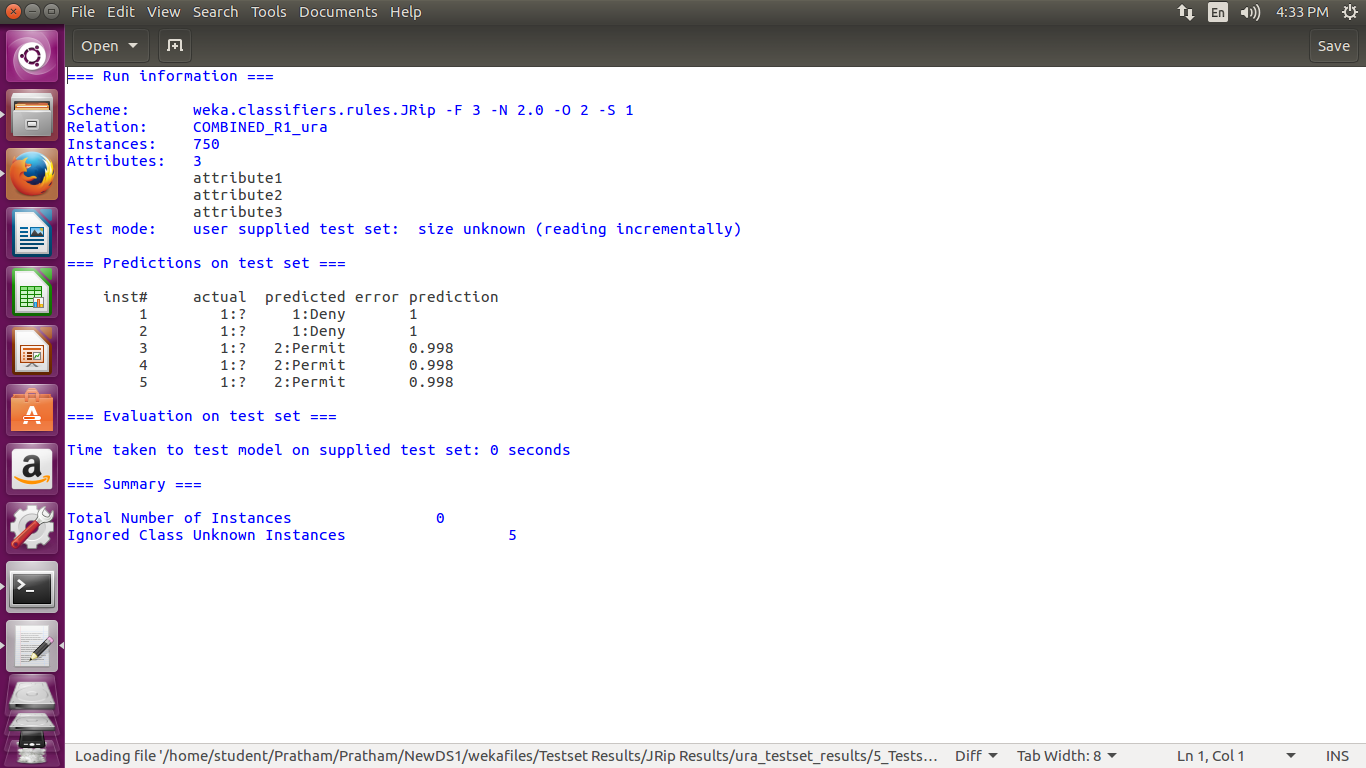 File Edit View Search Tools Documents Help En 4:33 PM
Open Save
=== Run information ===
Scheme: weka.classifiers.rules.JRip -F 3 -N 2.0 -O 2 -S 1
Relation: COMBINED_R1_ura
Instances: 750
Attributes: 3
attribute1
attribute2
attribute3
Test mode: user supplied test set: size unknown (reading incrementally)
=== Predictions on test set ===
inst# actual predicted error prediction
1 1:? 1:Deny 1
2 1:? 1:Deny 1
3 1:? 2:Permit 0.998
4 1:? 2:Permit 0.998
5 1:? 2:Permit 0.998
=== Evaluation on test set ===
Time taken to test model on supplied test set: 0 seconds
=== Summary ===
Total Number of Instances 0
Ignored Class Unknown Instances 5
Loading file '/home/student/Pratham/Pratham/NewDS1/wekafiles/Testset Results/JRip Results/ura_testset_results/5_Tests… Diff Tab Width: 8 Ln 1, Col 1 INS